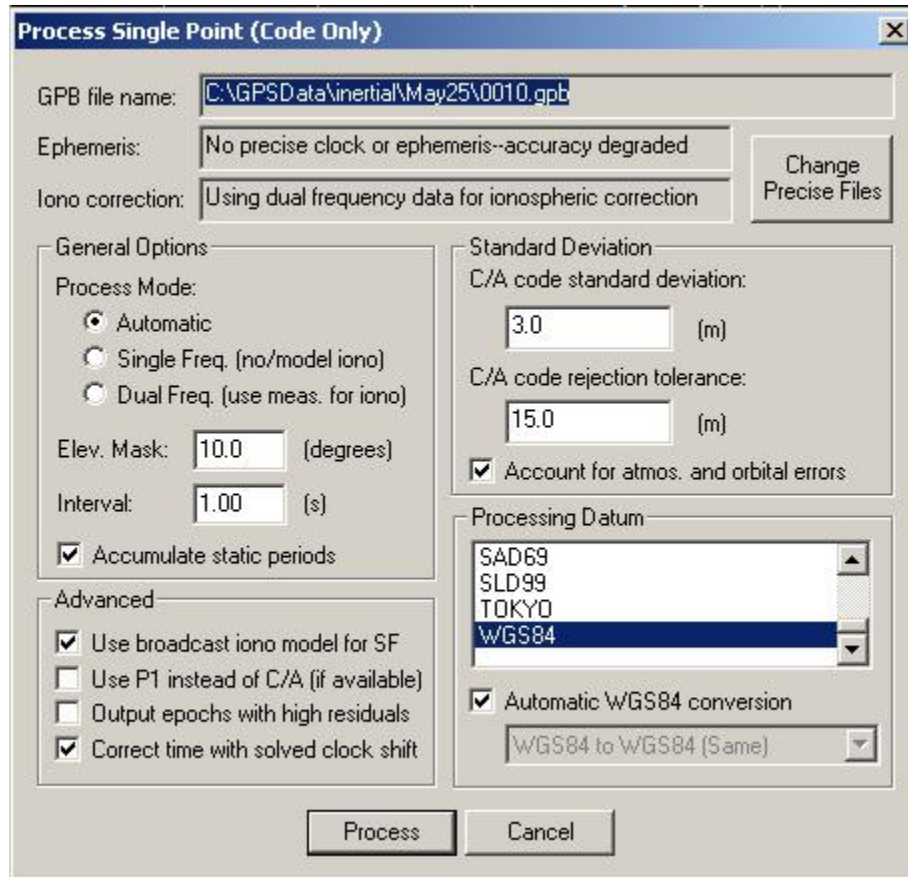 Process Single Point (Code Only)
GPB file name: C:\GPSData\inertial\May25\0010.gpb
Ephemeris: No precise clock or ephemeris--accuracy degraded
Iono correction: Using dual frequency data for ionospheric correction
Change
Precise Files
General Options
Process Mode:
Automatic
Single Freq. (no/model iono)
Dual Freq. (use meas. for iono)
Elev. Mask: 10.0 (degrees)
Interval: 1.00 (s)
Accumulate static periods
Standard Deviation
C/A code standard deviation:
3.0 (m)
C/A code rejection tolerance:
15.0 (m)
Account for atmos. and orbital errors
Advanced
Use broadcast iono model for SF
Use P1 instead of C/A (if available)
Output epochs with high residuals
Correct time with solved clock shift
Processing Datum
SAD69
SLD99
TOKYO
WGS84
Automatic WGS84 conversion
WGS84 to WGS84 (Same)
Process
Cancel